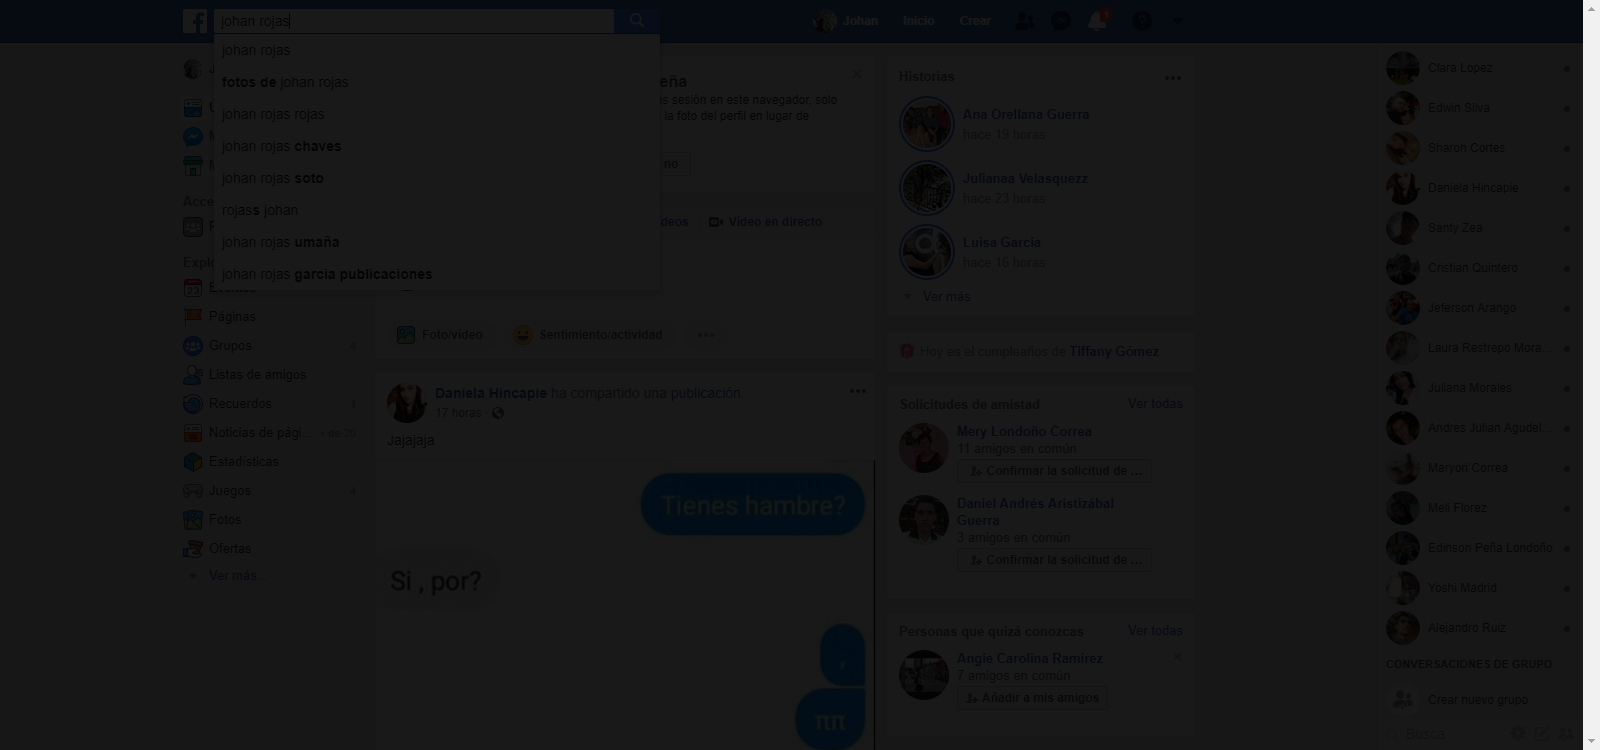 johan rojas
Johan
Inicio
Crear
johan rojas
fotos de johan rojas
johan rojas rojas
johan rojas chaves
johan rojas soto
rojass johan
johan rojas umaña
johan rojas garcia publicaciones
eña
s sesión en este navegador, solo
la foto del perfil en lugar de
no
deos
Vídeo en directo
Foto/vídeo
Sentimiento/actividad
Páginas
Grupos
Listas de amigos
Recuerdos
Noticias de pági...
Estadísticas
Juegos
Fotos
Ofertas
Ver más...
Daniela Hincapie ha compartido una publicación.
17 horas ·
Jajajaja
Tienes hambre?
Si , por?
,
ππ
Historias
Ana Orellana Guerra
hace 19 horas
Julianaa Velasquezz
hace 23 horas
Luisa García
hace 16 horas
Ver más
Hoy es el cumpleaños de Tiffany Gómez
Solicitudes de amistad
Ver todas
Mery Londoño Correa
11 amigos en común
Confirmar la solicitud de ...
Daniel Andrés Aristizábal
Guerra
3 amigos en común
Confirmar la solicitud de ...
Personas que quizá conozcas
Ver todas
Angie Carolina Ramirez
7 amigos en común
Añadir a mis amigos
Ciara Lopez
Edwin Silva
Sharon Cortes
Daniela Hincapie
Santy Zea
Cristian Quintero
Jeferson Arango
Laura Restrepo Mora...
Juliana Morales
Andres Julian Agudel...
Maryori Correa
Meli Florez
Edinson Peña Londoño
Yoshi Madrid
Alejandro Ruiz
CONVERSACIONES DE GRUPO
Crear nuevo grupo
Busca